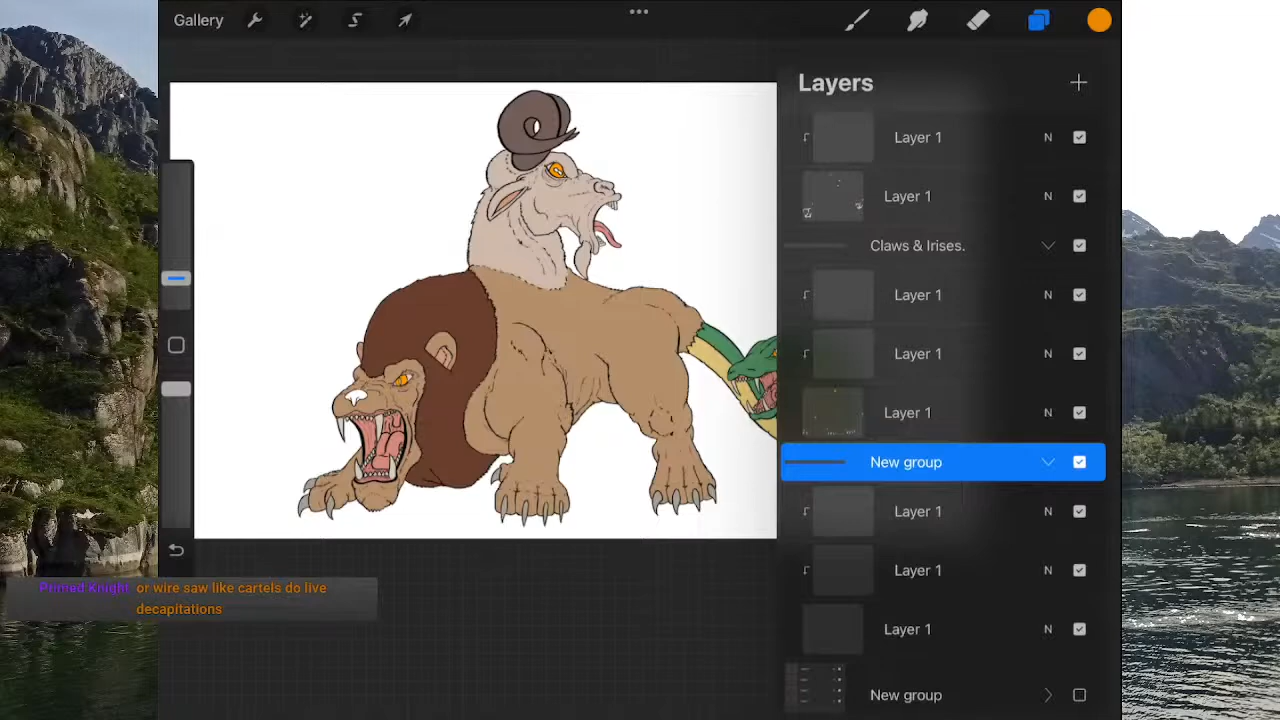 Gallery
Layers
Layer 1 N
Layer 1 N
Claws & Irises.
Layer 1 N
Layer 1 N
Layer 1 N
New group
Layer 1 N
Layer 1 N
Layer 1 N
New group
Primed Knight or wire saw like cartels do live
decapitations